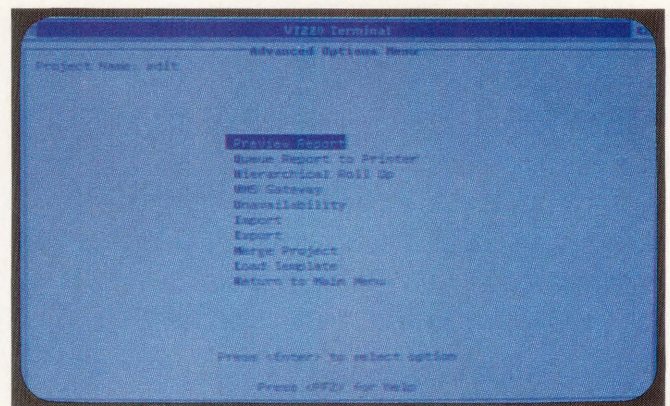 VT220 Terminal
Advanced Options Menu
Project Name: edit
Preview Report
Queue Report to Printer
Hierarchical Roll Up
VMS Gateway
Unavailability
Import
Export
Merge Project
Load Template
Return to Main Menu
Press <Enter> to select option
Press <PF2> for help